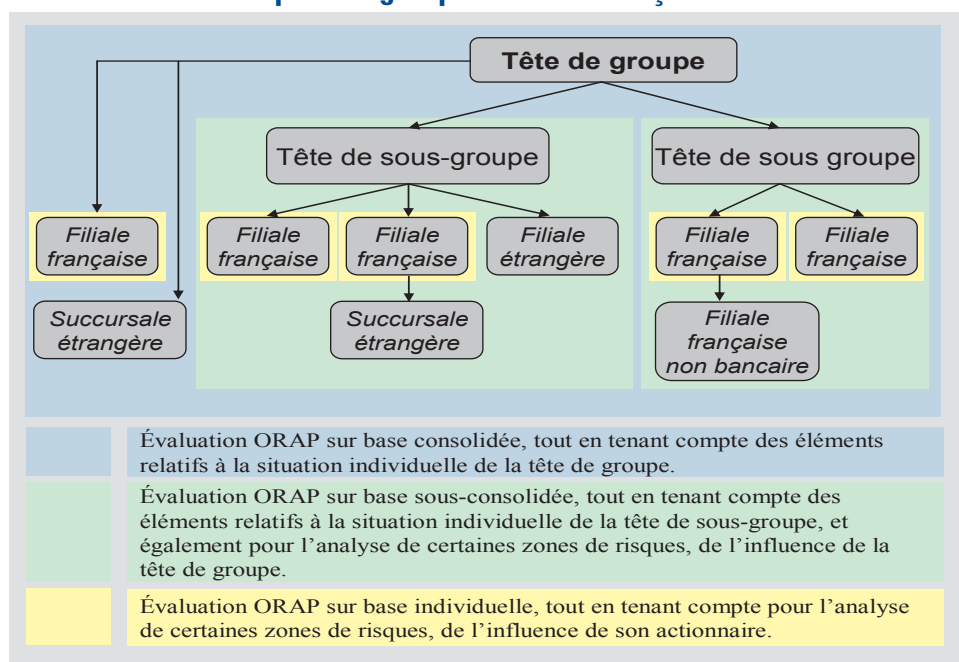 Tête de groupe
Tête de sous-groupe
Tête de sous groupe
Filiale
française
Filiale
française
Filiale
française
Filiale
étrangère
Filiale
française
Filiale
française
Succursale
étrangère
Succursale
étrangère
Filiale
française
non bancaire
Évaluation ORAP sur base consolidée, tout en tenant compte des éléments
relatifs à la situation individuelle de la tête de groupe.
Évaluation ORAP sur base sous-consolidée, tout en tenant compte des
éléments relatifs à la situation individuelle de la tête de sous-groupe, et
également pour l’analyse de certaines zones de risques, de l’influence de la
tête de groupe.
Évaluation ORAP sur base individuelle, tout en tenant compte pour l’analyse
de certaines zones de risques, de l’influence de son actionnaire.